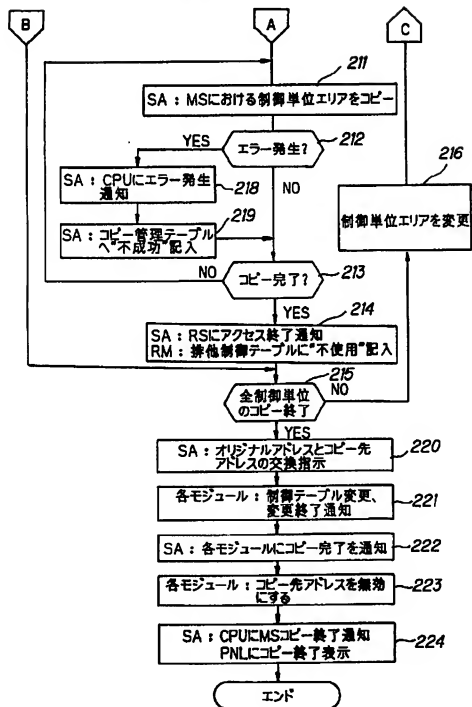 B
A
C
211
SA : MSにおける制御単位エリアをコピー
YES
エラー発生?
212
216
SA : CPUにエラー発生
通知
218
NO
制御単位エリアを変更
219
SA : コピー管理テーブル
へ“不成功”記入
NO
コピー完了?
213
YES
214
SA : RSにアクセス終了通知
RM : 排他制御テーブルに“不使用”記入
215
全制御単位
のコピー終了
NO
YES
SA : オリジナルアドレスとコピー先
アドレスの交換指示
220
各モジュール : 制御テーブル変更、
変更終了通知
221
SA : 各モジュールにコピー完了を通知
222
各モジュール : コピー先アドレスを無効
にする
223
SA : CPUにMSコピー終了通知
PNLにコピー終了表示
224
エンド